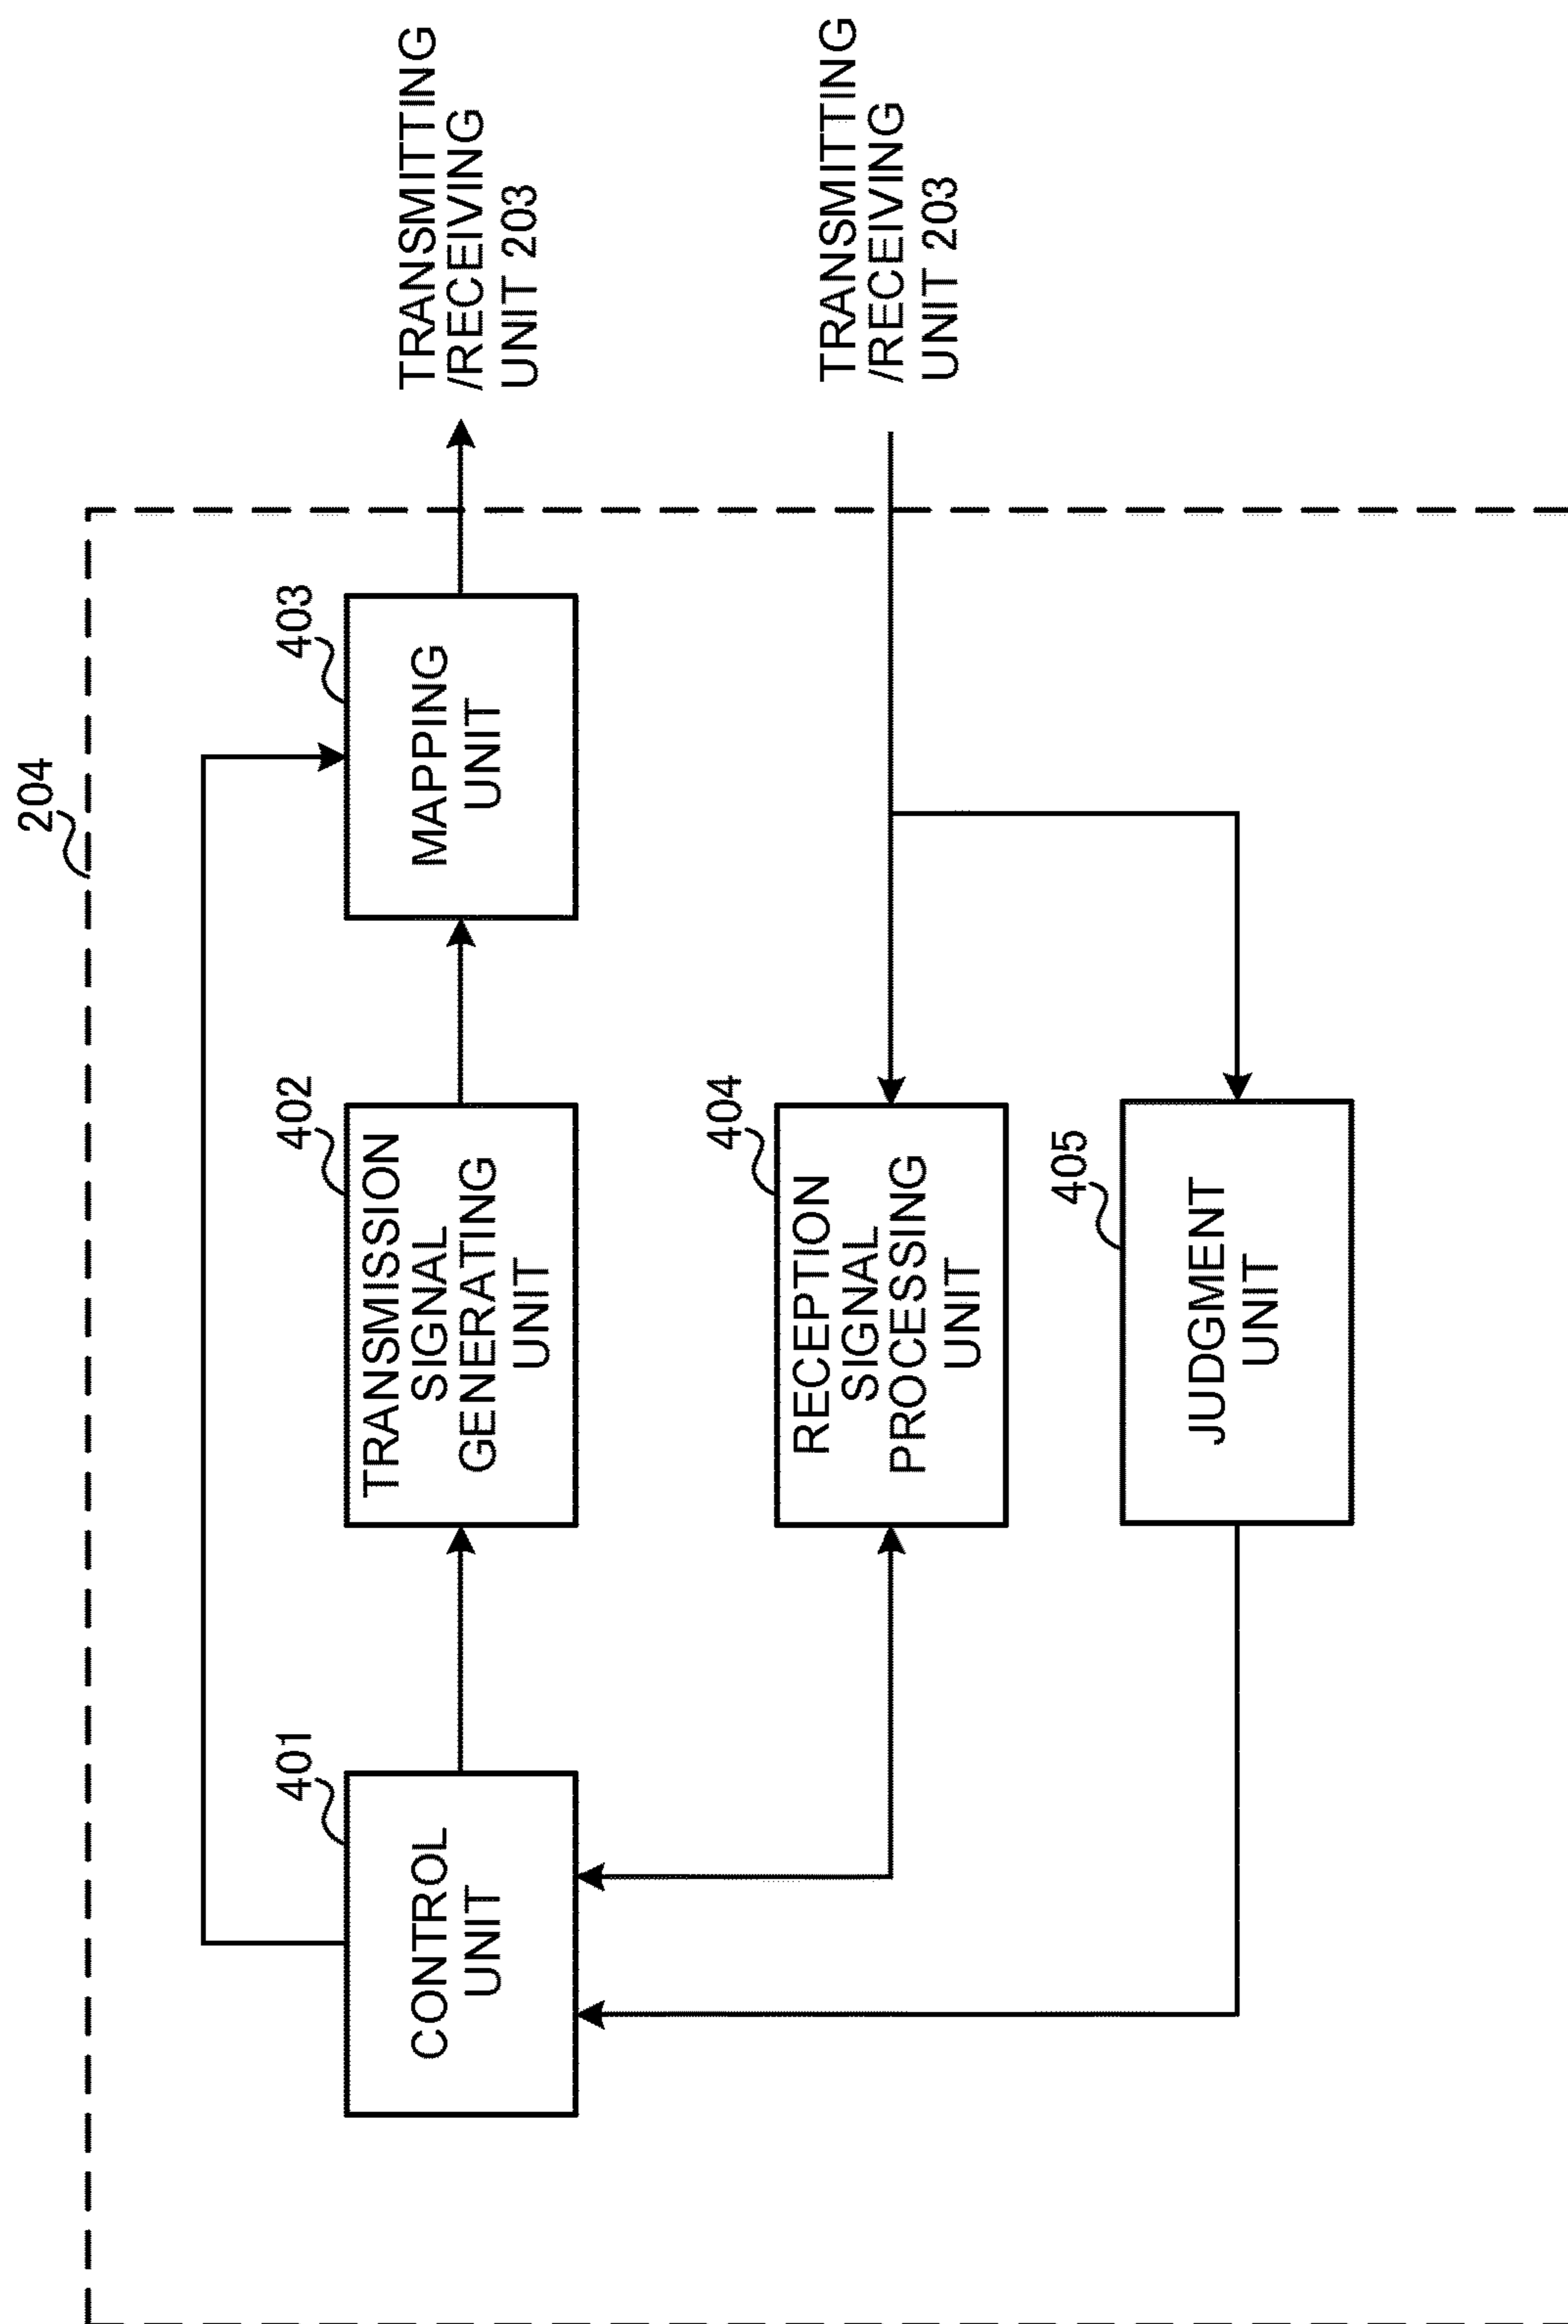 204
401
CONTROL
UNIT
402
TRANSMISSION
SIGNAL
GENERATING
UNIT
403
MAPPING
UNIT
TRANSMITTING
/RECEIVING
UNIT 203
404
RECEPTION
SIGNAL
PROCESSING
UNIT
TRANSMITTING
/RECEIVING
UNIT 203
405
JUDGMENT
UNIT